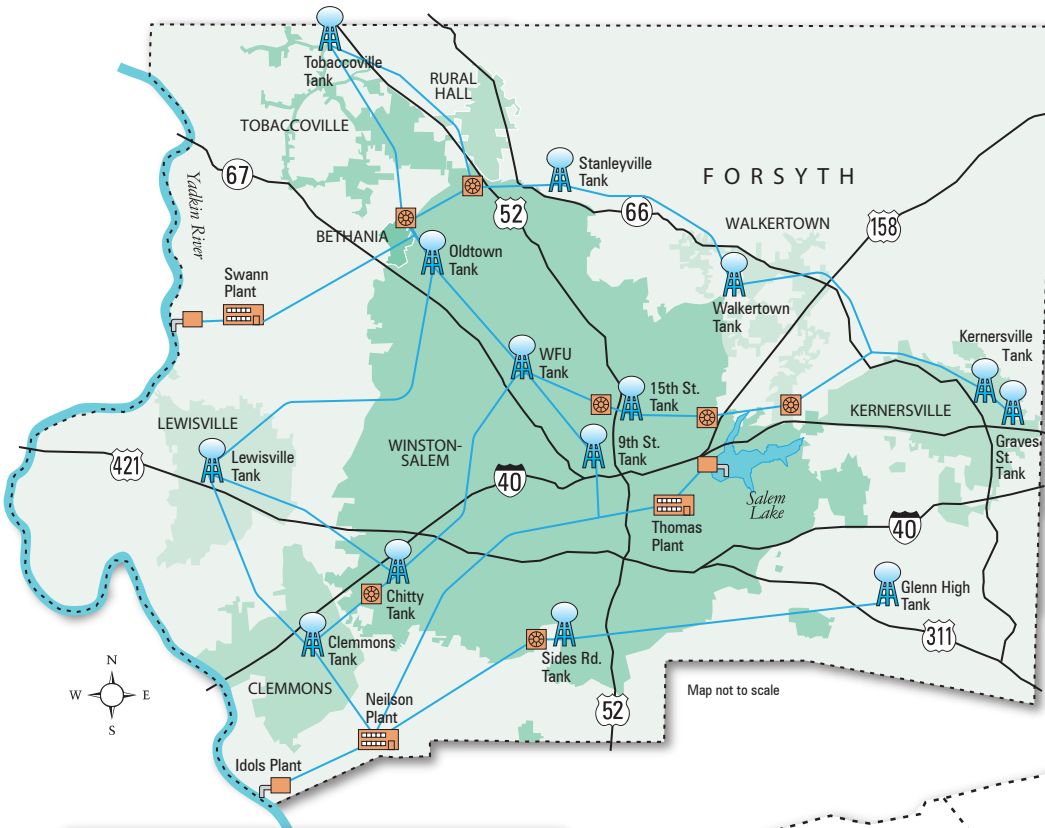 Tobaccoville
Tank
RURAL
HALL
TOBACCOVILLE
67
Yadkin River
Stanleyville
Tank
FORSYTH
52
66
WALKERTOWN
158
BETHANIA
Oldtown
Tank
Swann
Plant
Walkertown
Tank
Kernersville
Tank
WFU
Tank
15th St.
Tank
KERNERSVILLE
LEWISVILLE
9th St.
Tank
Graves
St.
Tank
421
Lewisville
Tank
WINSTON-
SALEM
40
Salem
Lake
Thomas
Plant
40
Chitty
Tank
Glenn High
Tank
Clemmons
Tank
Sides Rd.
Tank
311
N
W
E
S
CLEMMONS
Neilson
Plant
Map not to scale
52
Idols Plant